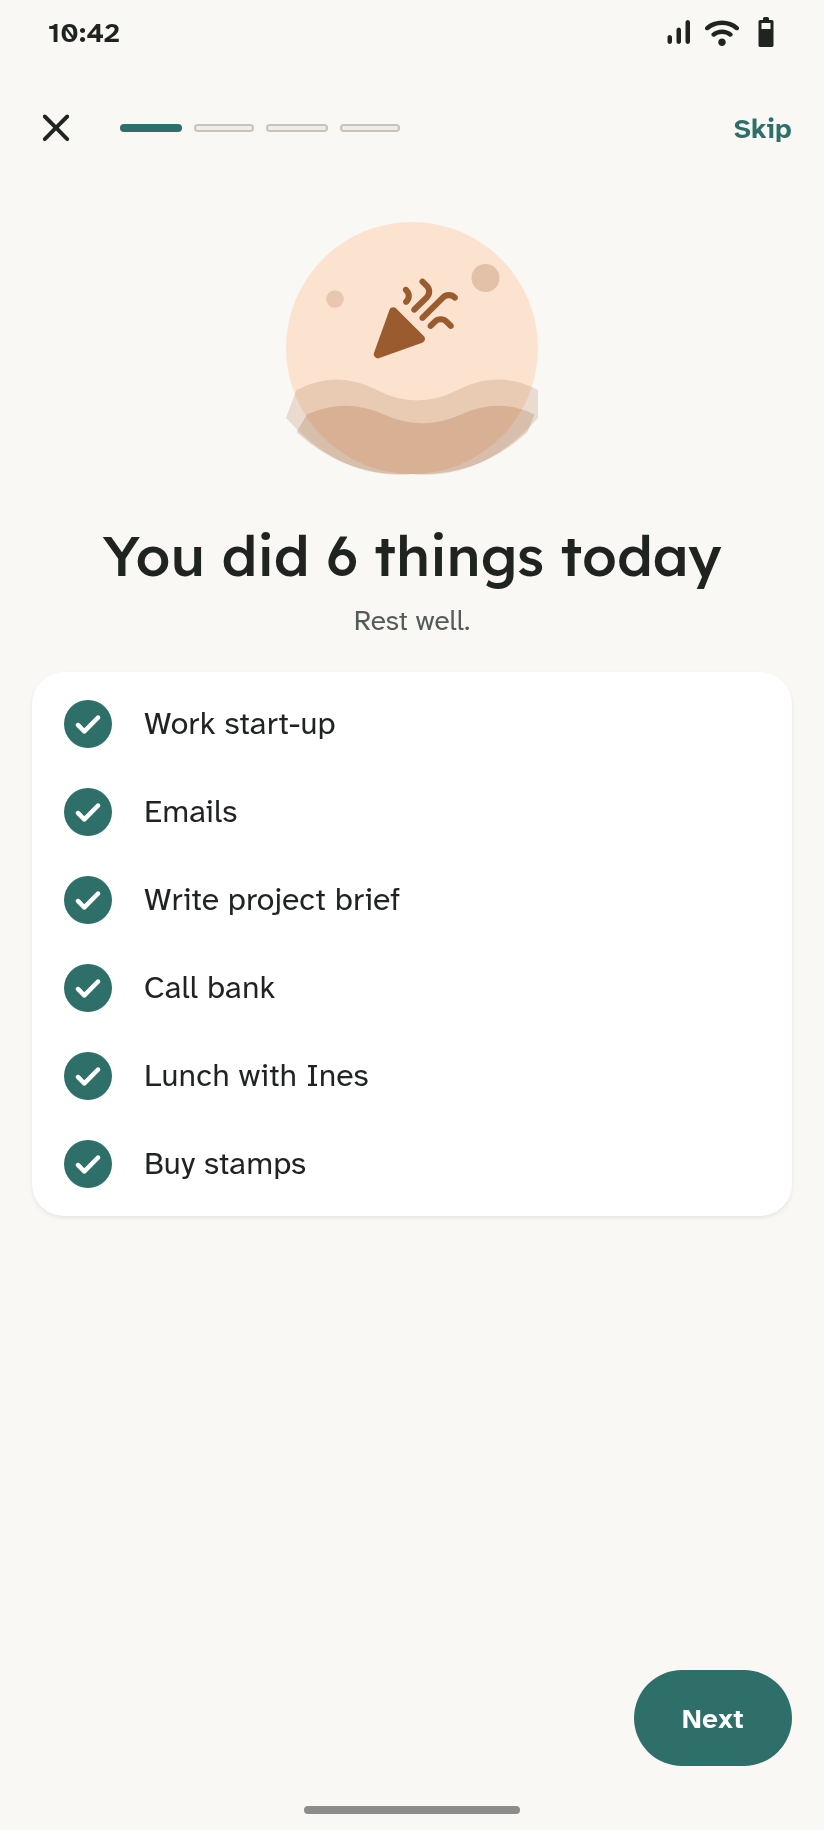 10:42
Skip
You did 6 things today
Rest well.
Work start-up
Emails
Write project brief
Call bank
Lunch with Ines
Buy stamps
Next